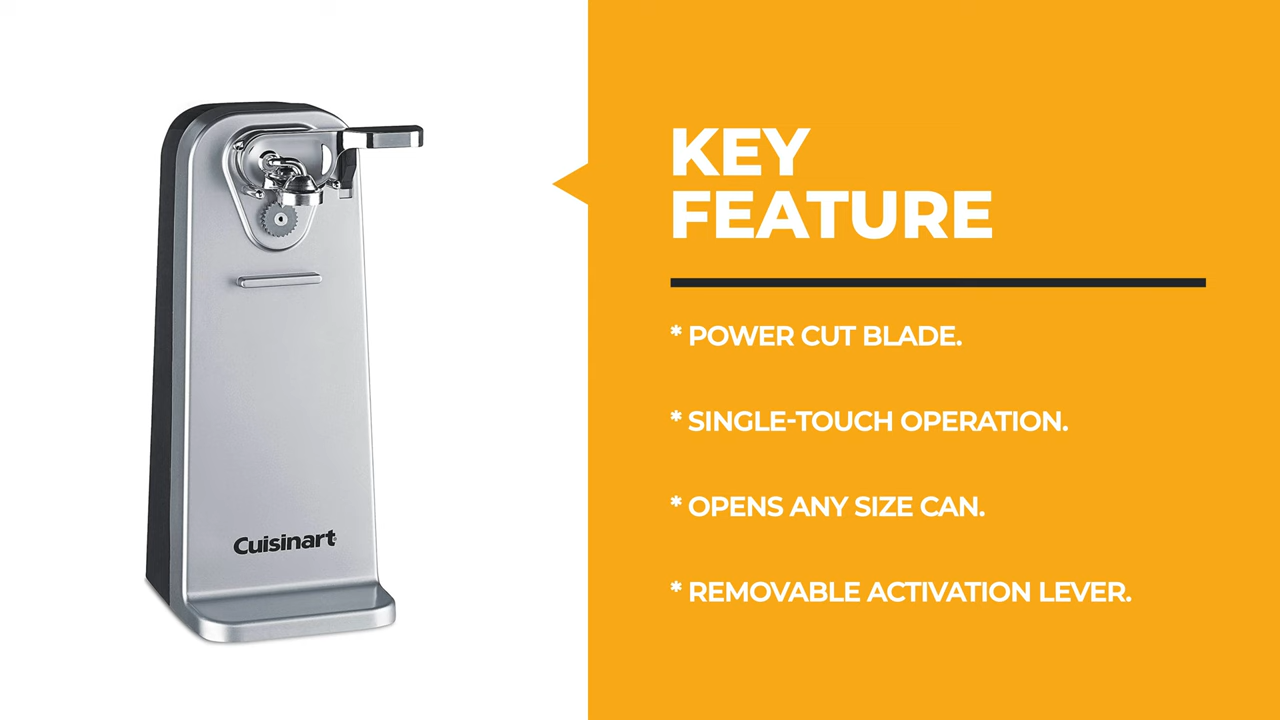 KEY
FEATURE
* POWER CUT BLADE.
* SINGLE-TOUCH OPERATION.
* OPENS ANY SIZE CAN.
* REMOVABLE ACTIVATION LEVER.
Cuisinart